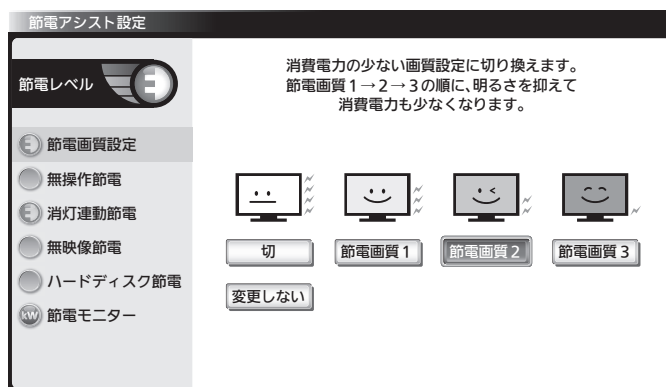 節電アシスト設定
節電レベル
節電画質設定
無操作節電
消灯連動節電
無映像節電
ハードディスク節電
kW 節電モニター
消費電力の少ない画質設定に切り換えます。
節電画質1→2→3の順に、明るさを抑えて
消費電力も少なくなります。
切
節電画質1
節電画質2
節電画質3
変更しない